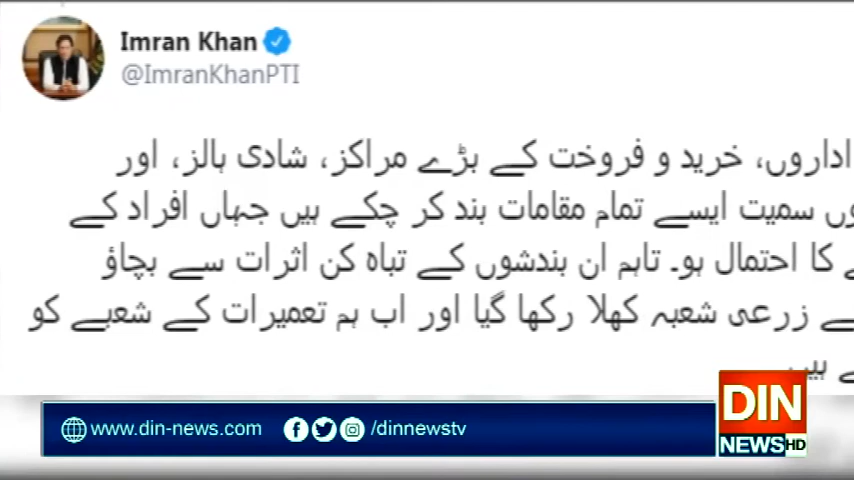 Imran Khan
@ImranKhanPTI
اداروں، خرید و فروخت کے بڑے مراکز، شادی ہالز، اور
سمیت ایسے تمام مقامات بند کر چکے ہیں جہاں افراد کے
کا احتمال ہو۔ تاہم ان بندشوں کے تباہ کن اثرات سے بچاؤ
زرعی شعبہ کھلا رکھا گیا اور اب ہم تعمیرات کے شعبے کو
ہیں
www.din-news.com /dinnewstv
DIN
NEWS HD